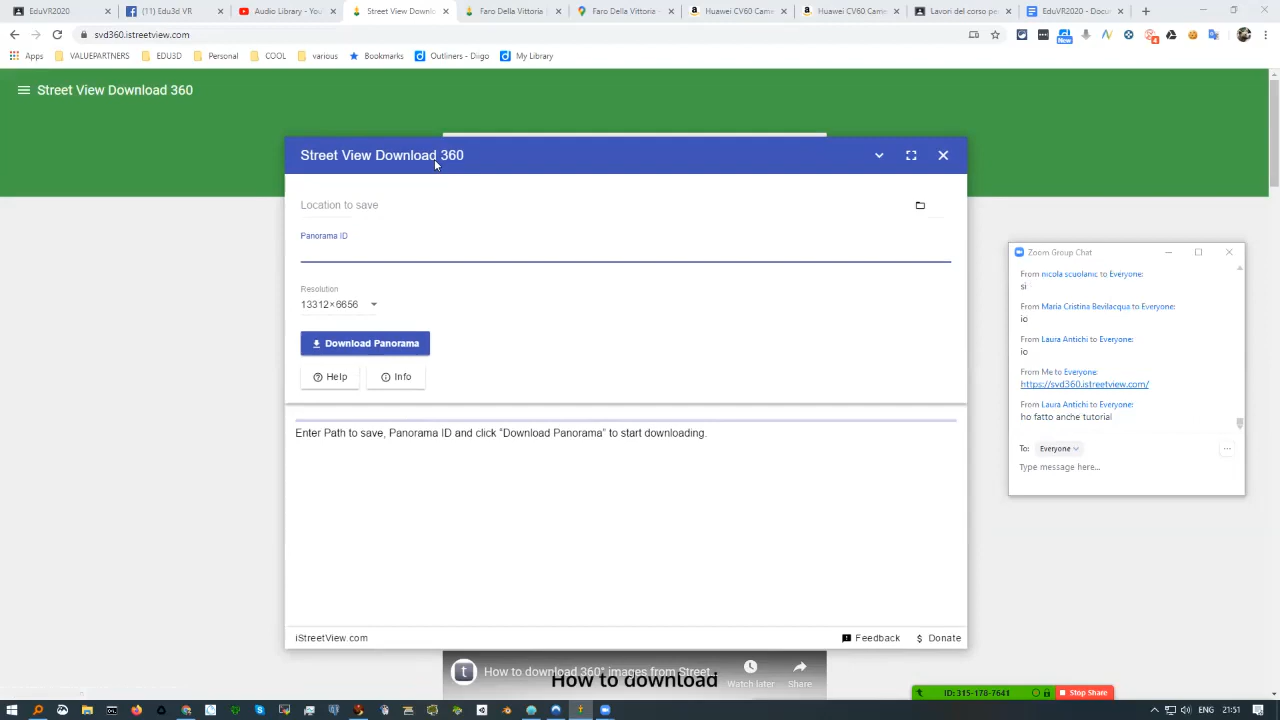 EduVR2020
(11) Edu3d VR
Audio Library - You
Street View Downlo
Faro Della Vittoria |
Faro Della Vittoria -
Huawei CV60 Came
Huawei CV60 Came
Lavori del corso pe
EduVR2020 - Docu
svd360.istreetview.com
Apps
VALUEPARTNERS
EDU3D
Personal
COOL
various
Bookmarks
Outliners - Diigo
My Library
Street View Download 360
Street View Download 360
Location to save
Panorama ID
Resolution
13312×6656
Download Panorama
Help
Info
Enter Path to save, Panorama ID and click "Download Panorama" to start downloading.
iStreetView.com
Feedback
Donate
How to download 360° images from Street...
How to download
Watch later
Share
Zoom Group Chat
From nicola scuolanic to Everyone:
si
From Maria Cristina Bevilacqua to Everyone:
io
From Laura Antichi to Everyone:
io
From Me to Everyone:
https://svd360.istreetview.com/
From Laura Antichi to Everyone:
ho fatto anche tutorial
To: Everyone
Type message here...
ID: 315-178-7641
Stop Share
ENG
21:51